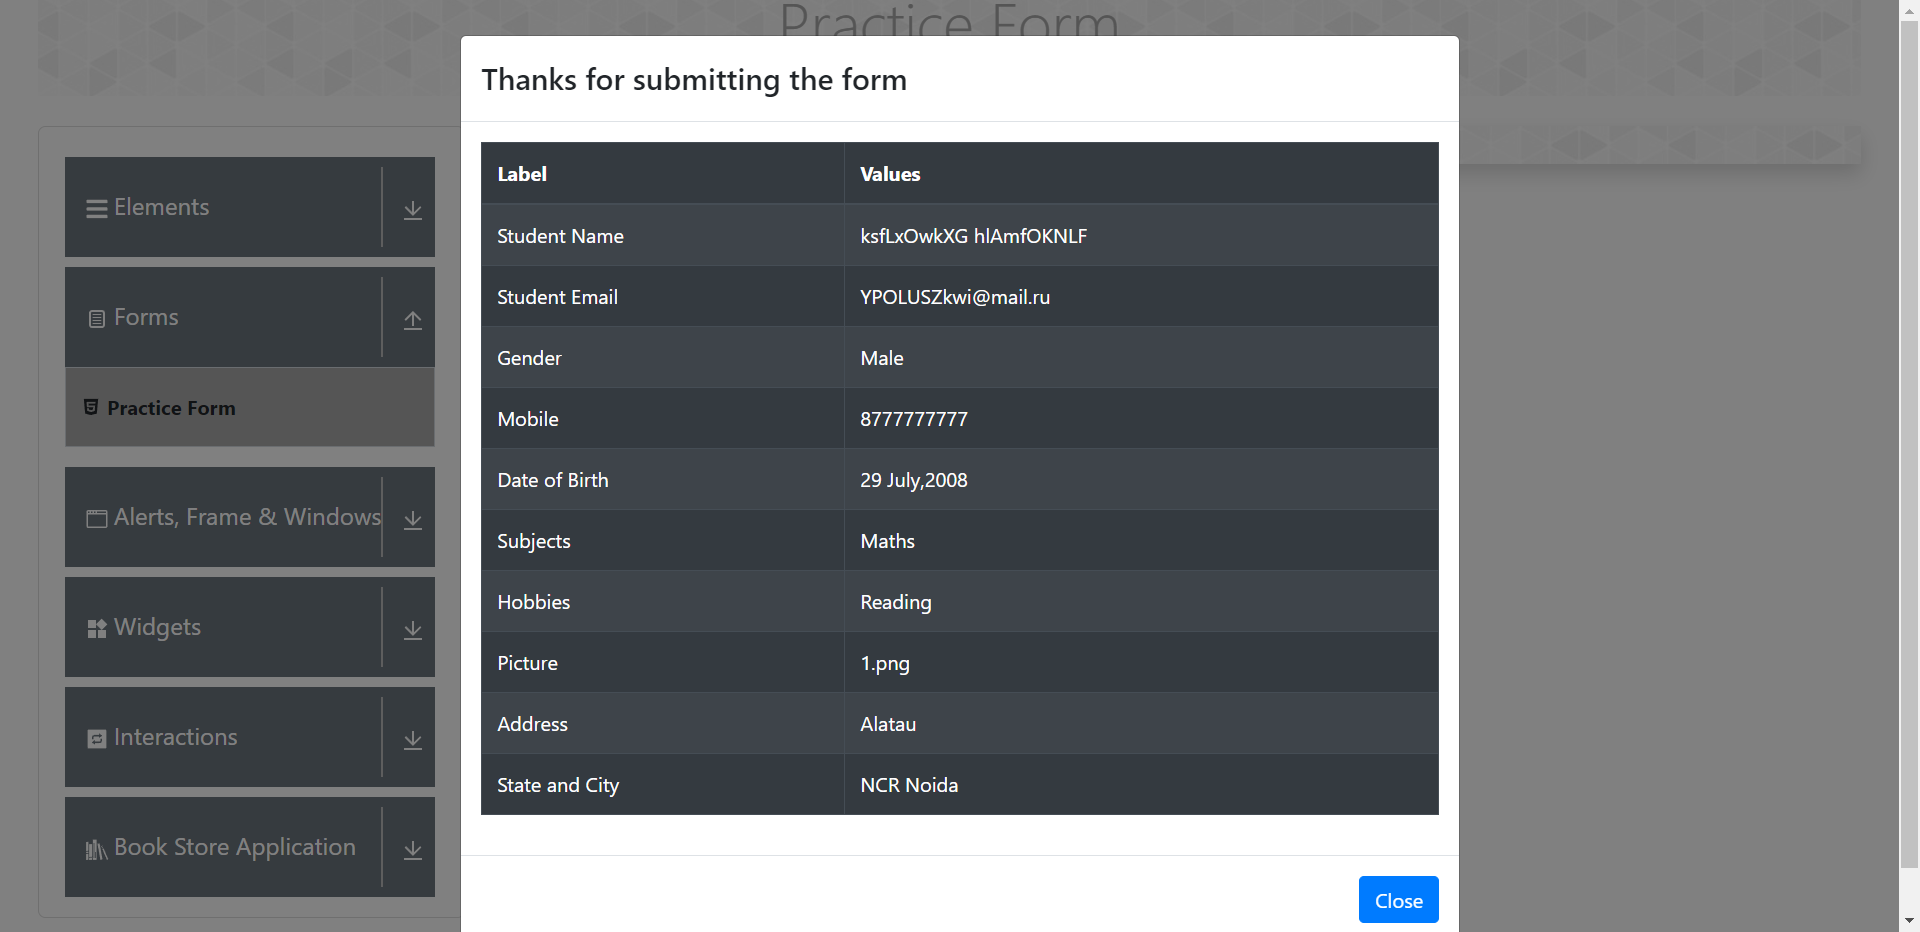 Practice Form
Thanks for submitting the form
Elements
Forms
Practice Form
Alerts, Frame & Windows
Widgets
Interactions
Book Store Application
Label Values
Student Name ksfLxOwkXG hlAmfOKNLF
Student Email YPOLUSZkwi@mail.ru
Gender Male
Mobile 8777777777
Date of Birth 29 July,2008
Subjects Maths
Hobbies Reading
Picture 1.png
Address Alatau
State and City NCR Noida
Close